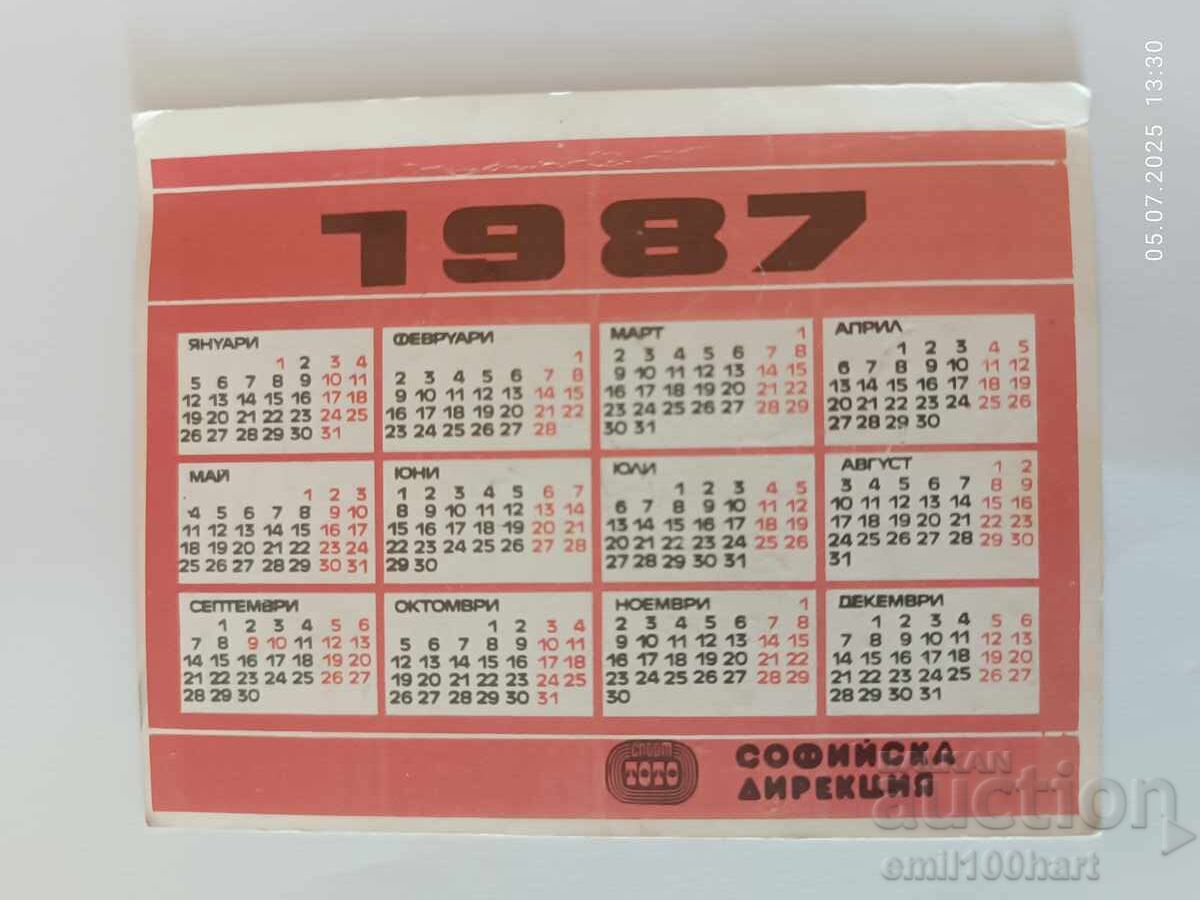 05.07.2025 13:30
1987
ЯНУАРИ
1 2 3 4
5 6 7 8 9 10 11
12 13 14 15 16 17 18
19 20 21 22 23 24 25
26 27 28 29 30 31
ФЕВРУАРИ
1
2 3 4 5 6 7 8
9 10 11 12 13 14 15
16 17 18 19 20 21 22
23 24 25 26 27 28
МАРТ 1
2 3 4 5 6 7 8
9 10 11 12 13 14 15
16 17 18 19 20 21 22
23 24 25 26 27 28 29
30 31
АПРИЛ
1 2 3 4 5
6 7 8 9 10 11 12
13 14 15 16 17 18 19
20 21 22 23 24 25 26
27 28 29 30
МАЙ
1 2 3
4 5 6 7 8 9 10
11 12 13 14 15 16 17
18 19 20 21 22 23 24
25 26 27 28 29 30 31
ЮНИ
1 2 3 4 5 6 7
8 9 10 11 12 13 14
15 16 17 18 19 20 21
22 23 24 25 26 27 28
29 30
ЮЛИ
1 2 3 4 5
6 7 8 9 10 11 12
13 14 15 16 17 18 19
20 21 22 23 24 25 26
27 28 29 30 31
АВГУСТ 1 2
3 4 5 6 7 8 9
10 11 12 13 14 15 16
17 18 19 20 21 22 23
24 25 26 27 28 29 30
31
СЕПТЕМВРИ
1 2 3 4 5 6
7 8 9 10 11 12 13
14 15 16 17 18 19 20
21 22 23 24 25 26 27
28 29 30
ОКТОМВРИ
1 2 3 4
5 6 7 8 9 10 11
12 13 14 15 16 17 18
19 20 21 22 23 24 25
26 27 28 29 30 31
НОЕМВРИ 1
2 3 4 5 6 7 8
9 10 11 12 13 14 15
16 17 18 19 20 21 22
23 24 25 26 27 28 29
30
ДЕКЕМВРИ
1 2 3 4 5 6
7 8 9 10 11 12 13
14 15 16 17 18 19 20
21 22 23 24 25 26 27
28 29 30 31
СПОРТ
ТОТО
СОФИЙСКА
ДИРЕКЦИЯ
BALKAN
auction
emil100hart